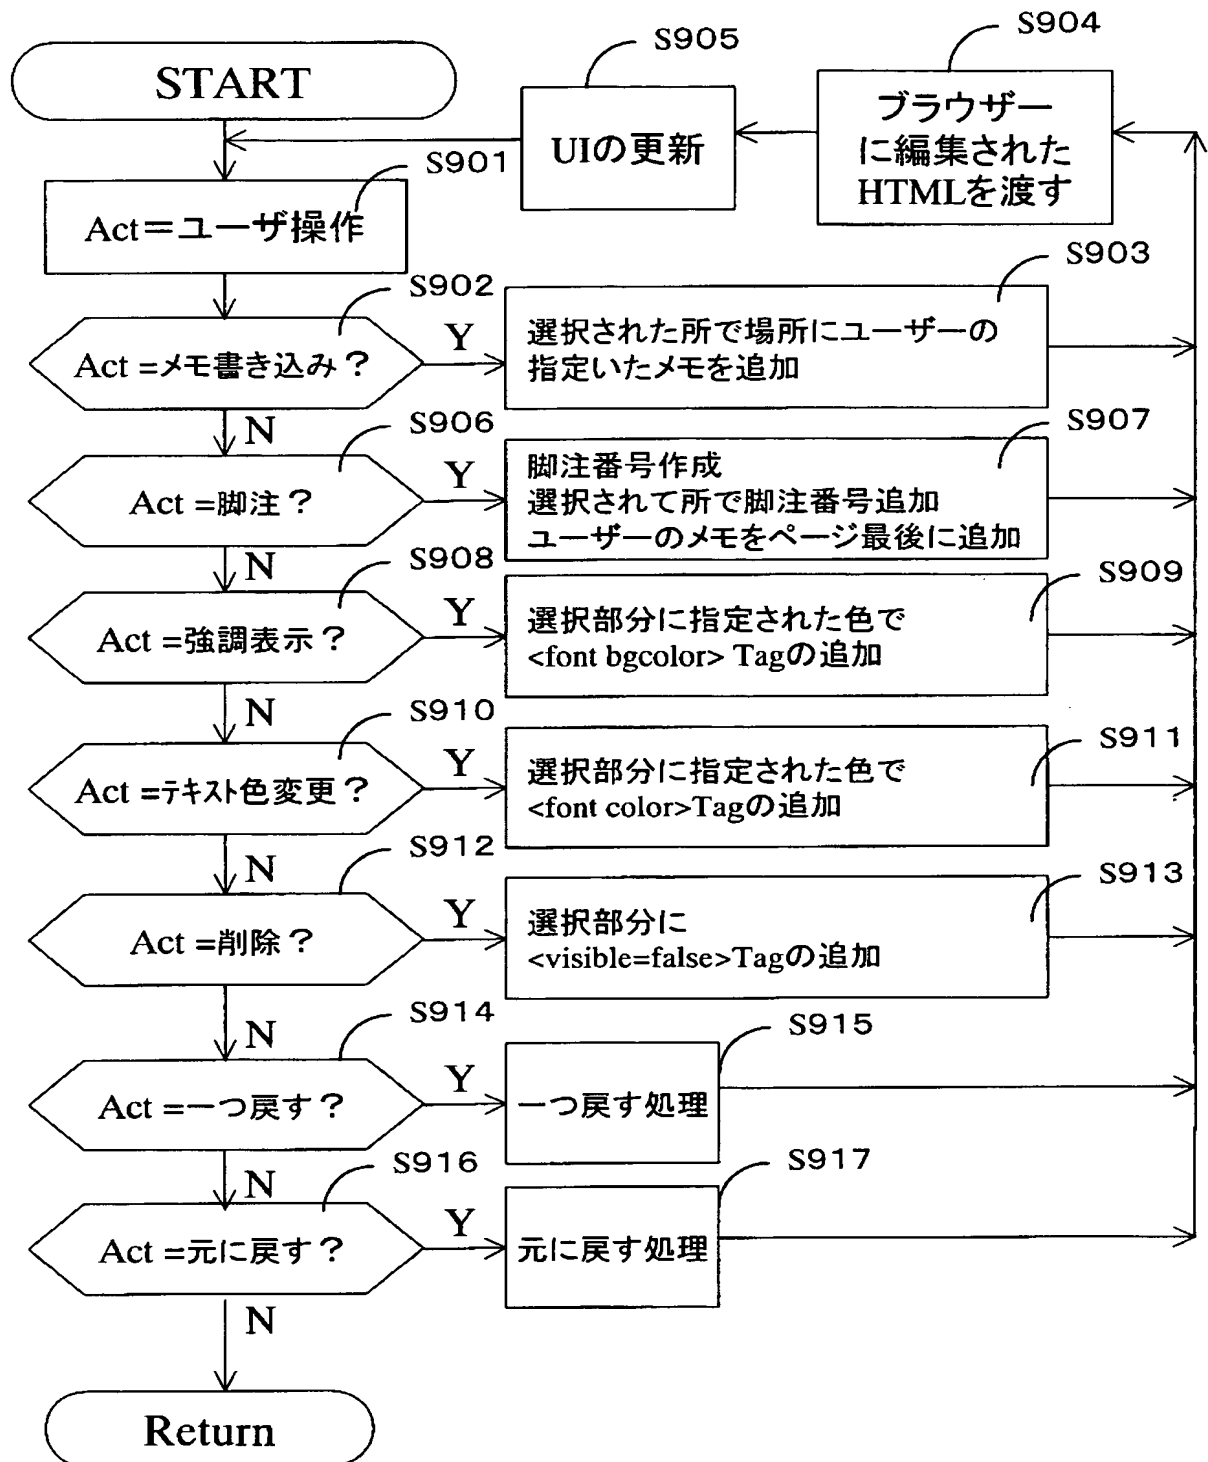 START
S905
S904
UIの更新
ブラウザー
に編集された
HTMLを渡す
S901
Act＝ユーザ操作
S902
Act =メモ書き込み？
Y
S903
選択された所で場所にユーザーの
指定いたメモを追加
N
S906
Act =脚注？
Y
S907
脚注番号作成
選択されて所で脚注番号追加
ユーザーのメモをページ最後に追加
N
S908
Act =強調表示？
Y
S909
選択部分に指定された色で
<font bgcolor> Tagの追加
N
S910
Act =ﾃｷｽﾄ色変更？
Y
S911
選択部分に指定された色で
<font color>Tagの追加
N
S912
Act =削除？
Y
S913
選択部分に
<visible=false>Tagの追加
N
S914
Act =一つ戻す？
Y
S915
一つ戻す処理
N
S916
Act =元に戻す？
Y
S917
元に戻す処理
N
Return